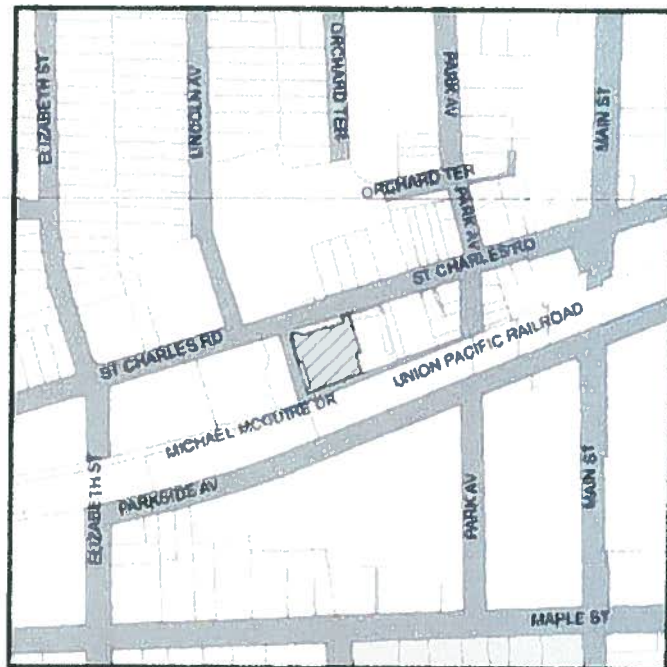 ELIZABETH ST
LINCOLN AV
ORCHARD TER
PARK AV
MAIN ST
ORCHARD TER
PARK AV
ST CHARLES RD
ST CHARLES RD
UNION PACIFIC RAILROAD
MICHAEL MCGUIRE DR
PARKSIDE AV
ELIZABETH ST
PARK AV
MAIN ST
MAPLE ST